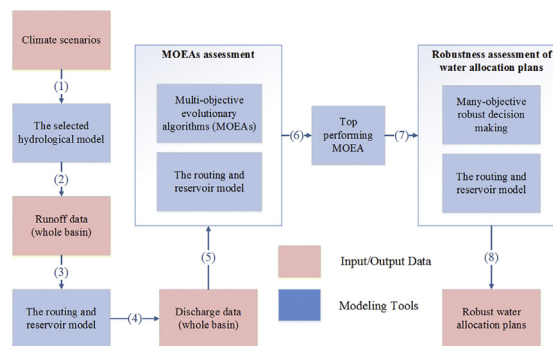 Climate scenarios
(1)
The selected
hydrological model
(2)
Runoff data
(whole basin)
(3)
The routing and
reservoir model
(4)
Discharge data
(whole basin)
(5)
MOEAs assessment
Multi-objective
evolutionary
algorithms (MOEAs)
The routing and
reservoir model
(6)
Top
performing
MOEA
(7)
Robustness assessment of
water allocation plans
Many-objective
robust decision
making
The routing and
reservoir model
(8)
Robust water
allocation plans
Input/Output Data
Modeling Tools